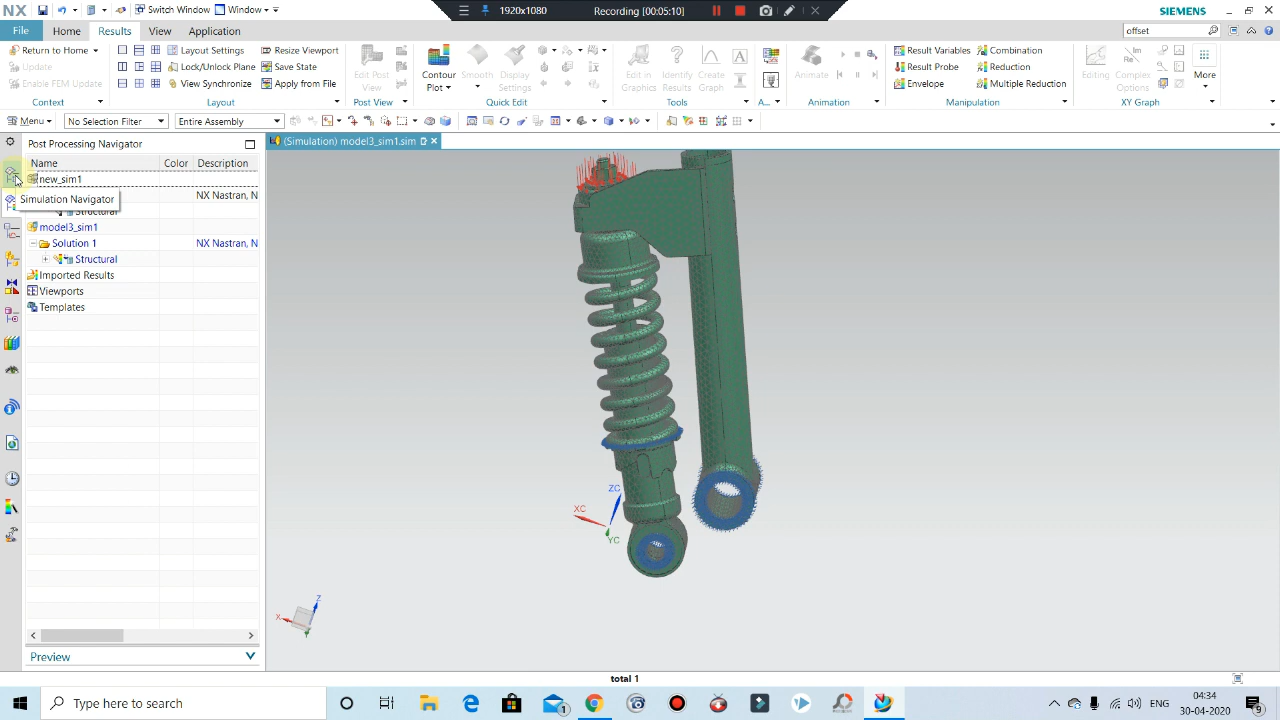 NX
Switch Window
Window
1920x1080
Recording [00:05:10]
SIEMENS
File
Home
Results
View
Application
offset
Return to Home
Update
Enable FEM Update
Context
Layout Settings
Lock/Unlock Plane
View Synchronize
Resize Viewport
Save State
Apply from File
Layout
Edit Post View
Post View
Contour Plot
Smooth
Display Settings
Quick Edit
Edit in Graphics
Identify Results
Create Graph
Tools
A...
Animate
Animation
Result Variables
Result Probe
Envelope
Combination
Reduction
Multiple Reduction
Manipulation
Editing
Complex Options
XY Graph
More
Menu
No Selection Filter
Entire Assembly
Post Processing Navigator
(Simulation) model3_sim1.sim
Name
Color
Description
new_sim1
Simulation Navigator
NX Nastran, N
Structural
model3_sim1
Solution 1
NX Nastran, N
Structural
Imported Results
Viewports
Templates
ZC
XC
YC
Z
X
Preview
total 1
Type here to search
1
ENG
04:34
30-04-2020
9